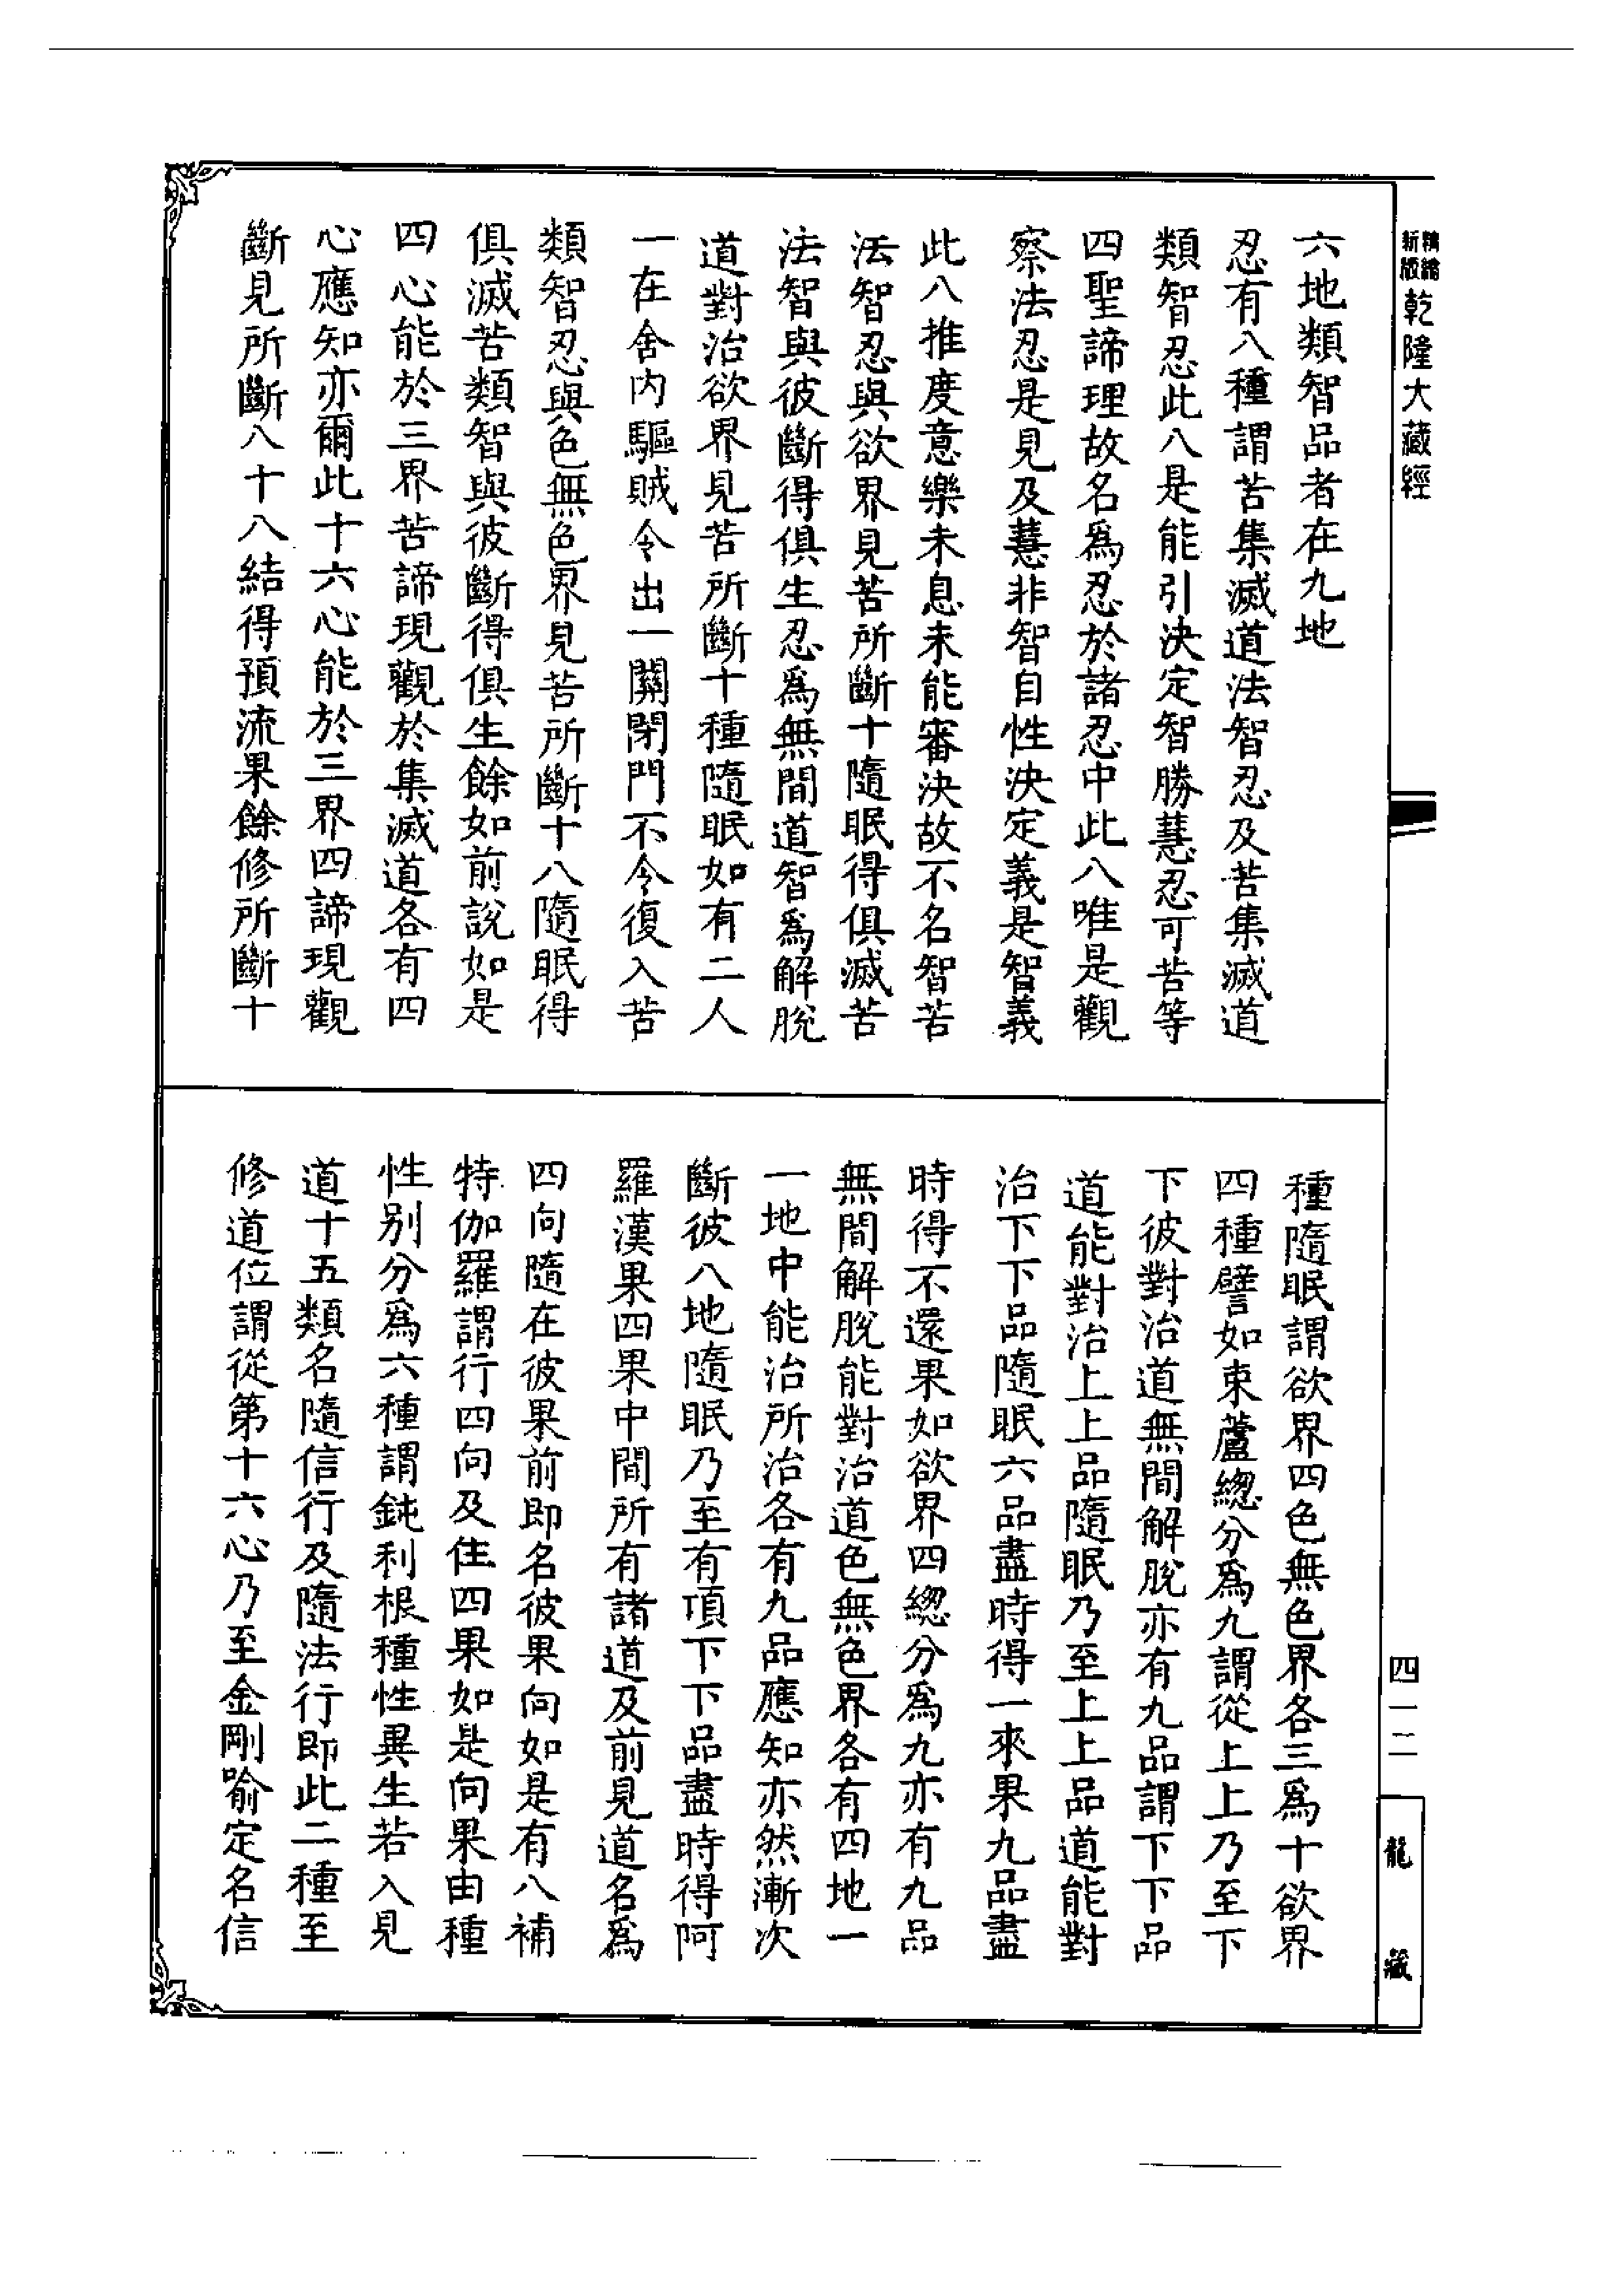 精繕
新版
乾隆大藏經
六地類智品者在九地
忍有八種謂苦集滅道法智忍及苦集滅道
類智忍此八是能引決定智勝慧忍可苦等
四聖諦理故名為忍於諸忍中此八唯是觀
察法忍是見及慧非智自性決定義是智義
此八推度意樂未息未能審決故不名智苦
法智忍與欲界見苦所斷十隨眠得俱滅苦
法智與彼斷得俱生忍為無間道智為解脫
道對治欲界見苦所斷十種隨眠如有二人
一在舍內驅賊令出一關閉門不令復入苦
類智忍與色無色界見苦所斷十八隨眠得
俱滅苦類智與彼斷得俱生餘如前說如是
四心能於三界苦諦現觀於集滅道各有四
心應知亦爾此十六心能於三界四諦現觀
斷見所斷八十八結得預流果餘修所斷十
種隨眠謂欲界四色無色界各三為十欲界
四種譬如束蘆總分為九謂從上上乃至下
下彼對治道無間解脫亦有九品謂下下品
道能對治上上品隨眠乃至上上品道能對
治下下品隨眠六品盡時得一來果九品盡
時得不還果如欲界四總分為九亦有九品
無間解脫能對治道色無色界各有四地一
一地中能治所治各有九品應知亦然漸次
斷彼八地隨眠乃至有頂下下品盡時得阿
羅漢果四果中間所有諸道及前見道名為
四向隨在彼果前即名彼果向如是有八補
特伽羅謂行四向及住四果如是向果由種
性別分為六種謂鈍利根種性異生若入見
道十五類名隨信行及隨法行即此二種至
修道位謂從第十六心乃至金剛喻定名信
四一二
龍藏